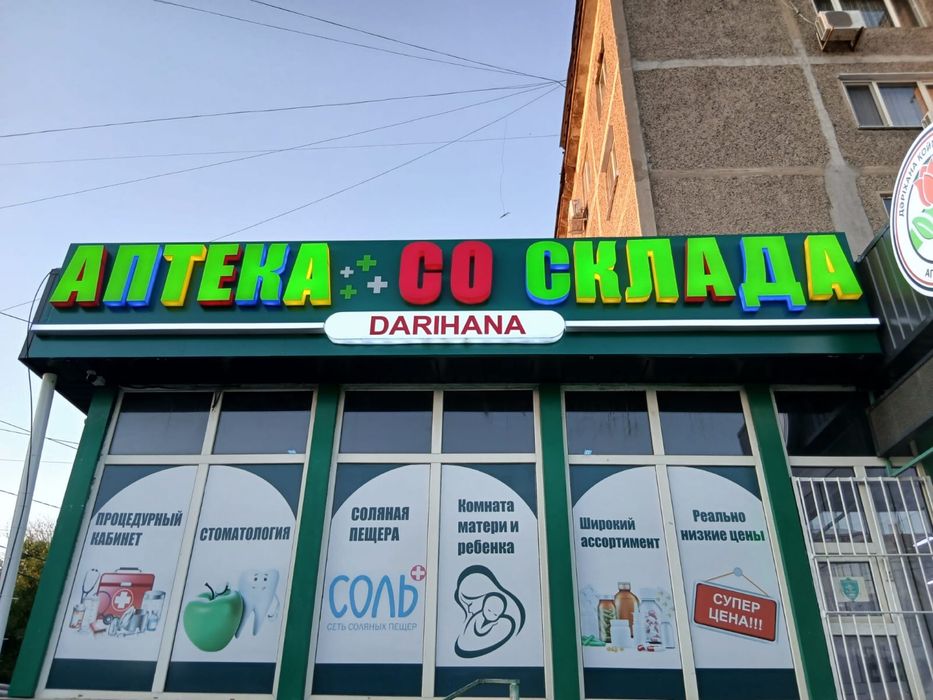 АПТЕКА СО СКЛАДА
DARIHANA
ДӘРІХАНА
ПРОЦЕДУРНЫЙ
КАБИНЕТ
СТОМАТОЛОГИЯ
СОЛЯНАЯ
ПЕЩЕРА
СОЛЬ
СЕТЬ СОЛЯНЫХ ПЕЩЕР
Комната
матери и
ребенка
Широкий
ассортимент
Реально
низкие цены
СУПЕР
ЦЕНА!!!